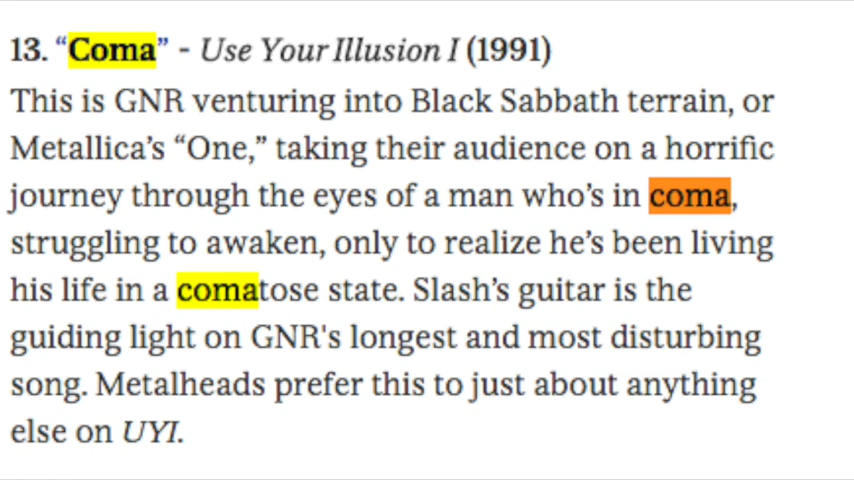 13. “Coma” - Use Your Illusion I (1991)
This is GNR venturing into Black Sabbath terrain, or
Metallica’s “One,” taking their audience on a horrific
journey through the eyes of a man who’s in coma,
struggling to awaken, only to realize he’s been living
his life in a comatose state. Slash’s guitar is the
guiding light on GNR's longest and most disturbing
song. Metalheads prefer this to just about anything
else on UYI.